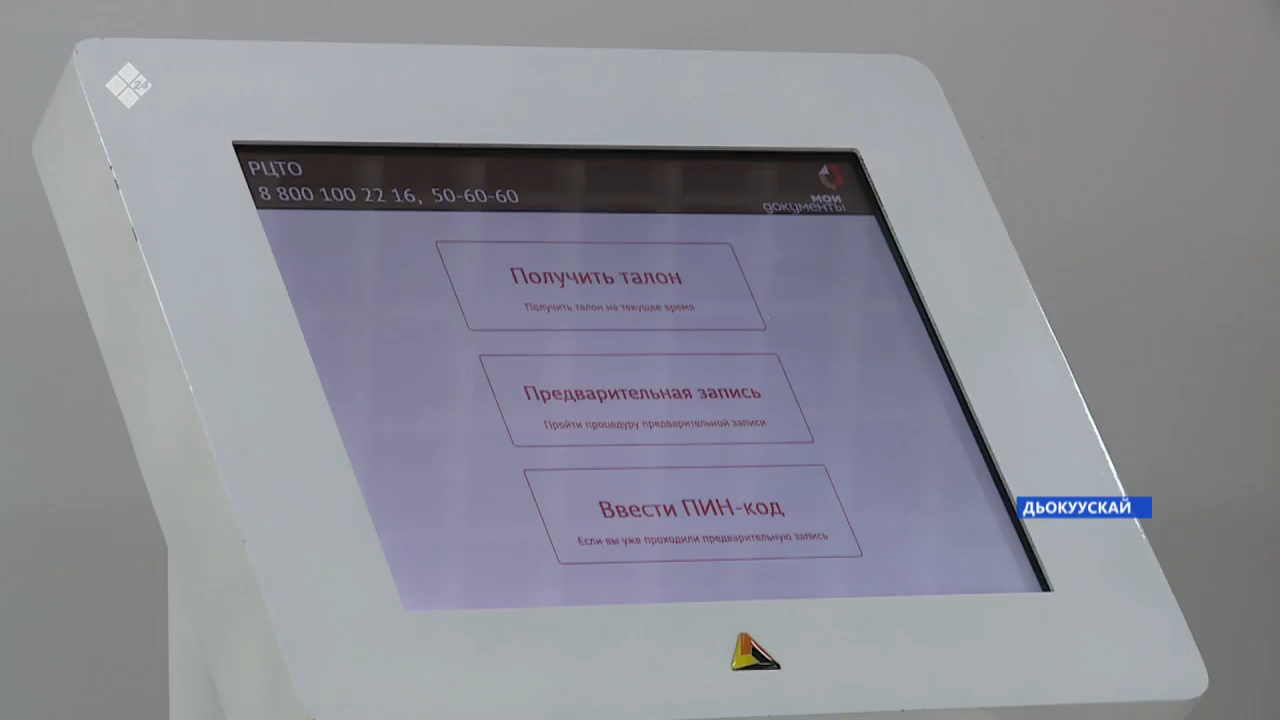 24
РЦТО
8 800 100 22 16, 50-60-60
мои
документы
Получить талон
Получить талон на текущее время
Предварительная запись
Пройти процедуру предварительной записи
Ввести ПИН-код
Если вы уже проходили предварительную запись
ДЬОКУУСКАЙ